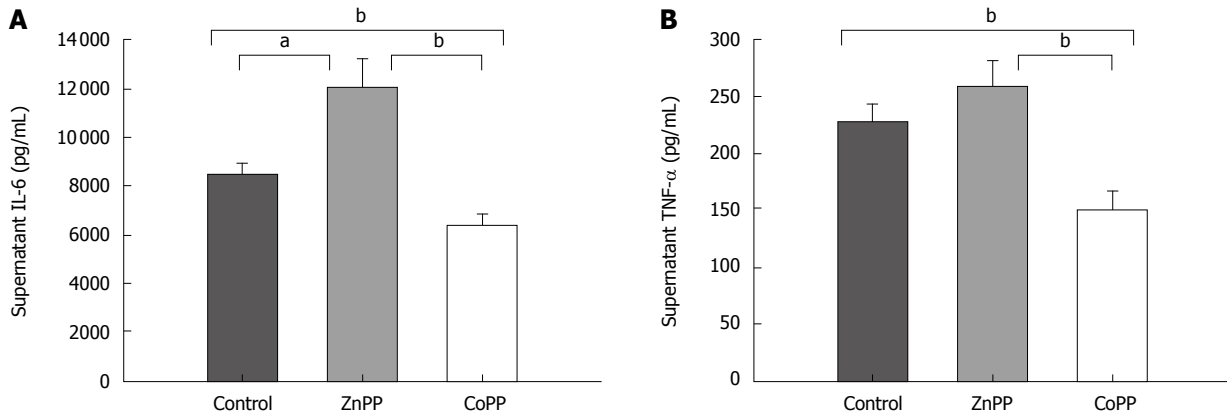 A
b
a
b
14 000
12 000
10 000
8000
6000
4000
2000
0
Supernatant IL-6 (pg/mL)
Control
ZnPP
CoPP
B
b
b
300
250
200
150
100
50
0
Supernatant TNF-α (pg/mL)
Control
ZnPP
CoPP